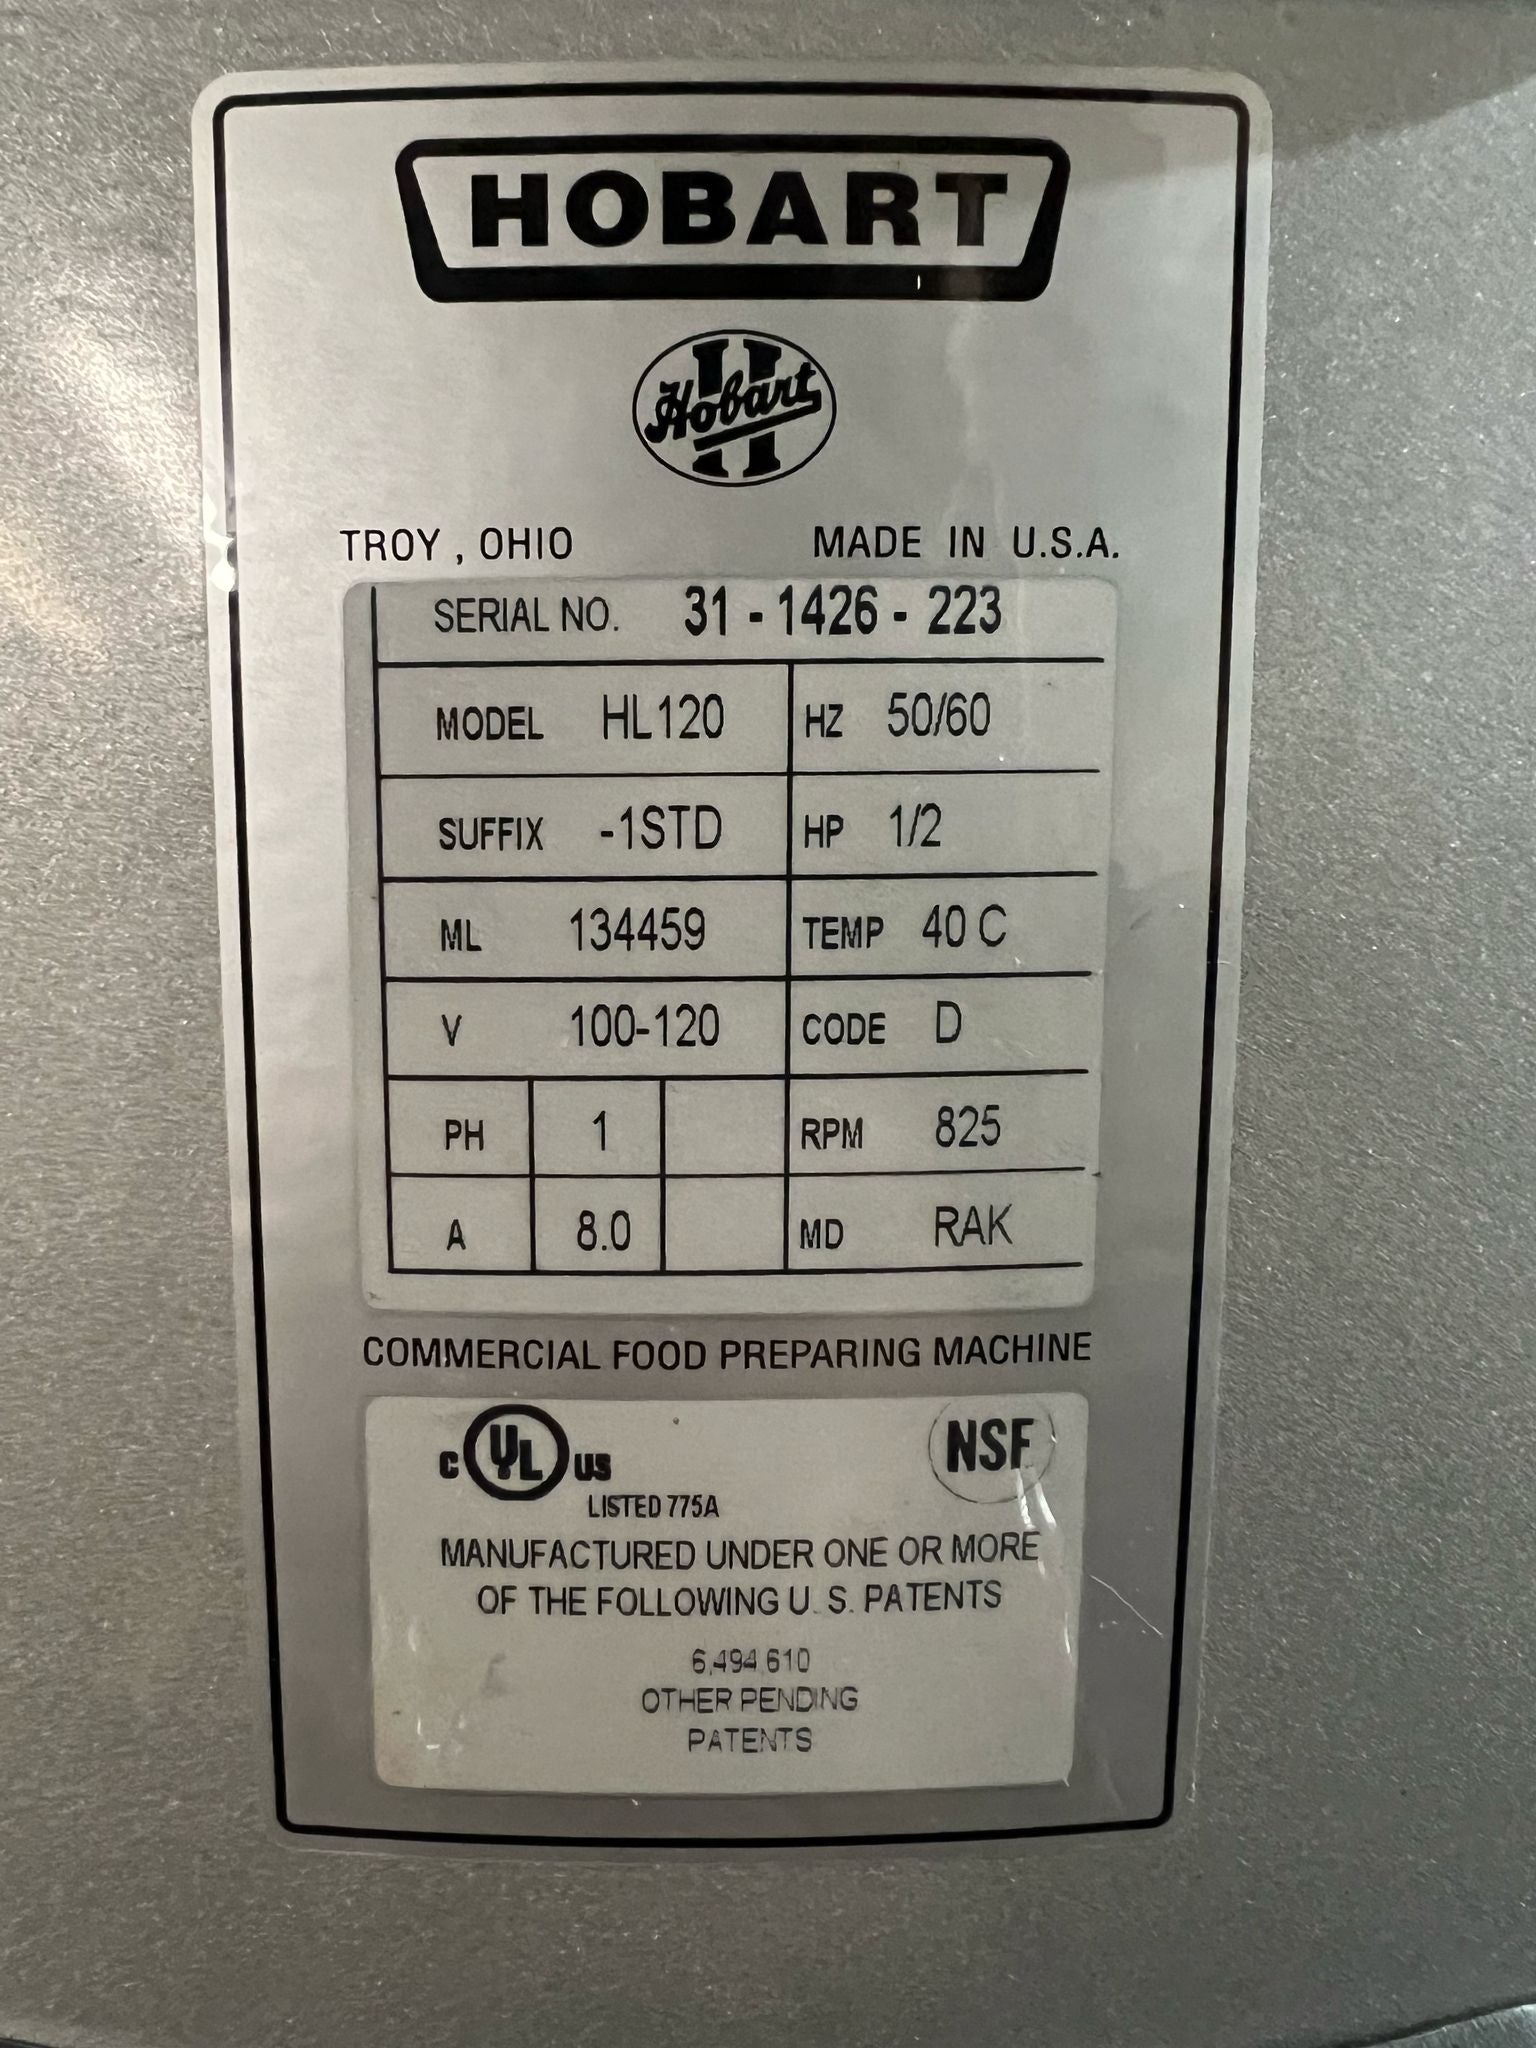 HOBART
Hobart
TROY, OHIO MADE IN U.S.A.
SERIAL NO. 31 - 1426 - 223
MODEL HL120 HZ 50/60
SUFFIX -1STD HP 1/2
ML 134459 TEMP 40 C
V 100-120 CODE D
PH 1 RPM 825
A 8.0 MD RAK
COMMERCIAL FOOD PREPARING MACHINE
C UL US NSF
LISTED 775A
MANUFACTURED UNDER ONE OR MORE
OF THE FOLLOWING U. S. PATENTS
6,494,610
OTHER PENDING
PATENTS